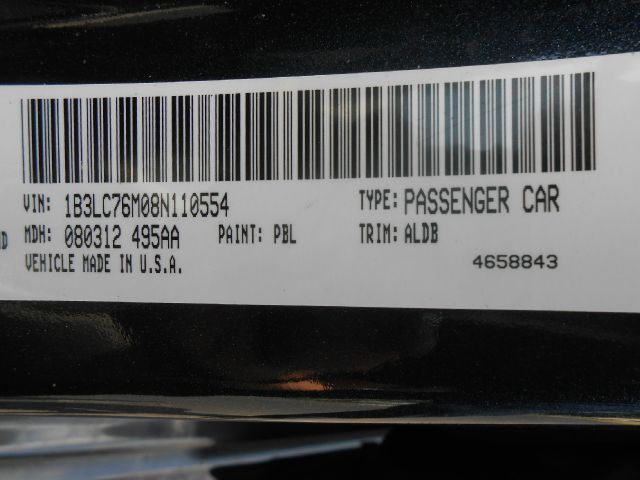 VIN: 1B3LC76M08N110554 TYPE: PASSENGER CAR
MDH: 080312 495AA PAINT: PBL TRIM: ALDB
VEHICLE MADE IN U.S.A. 4658843